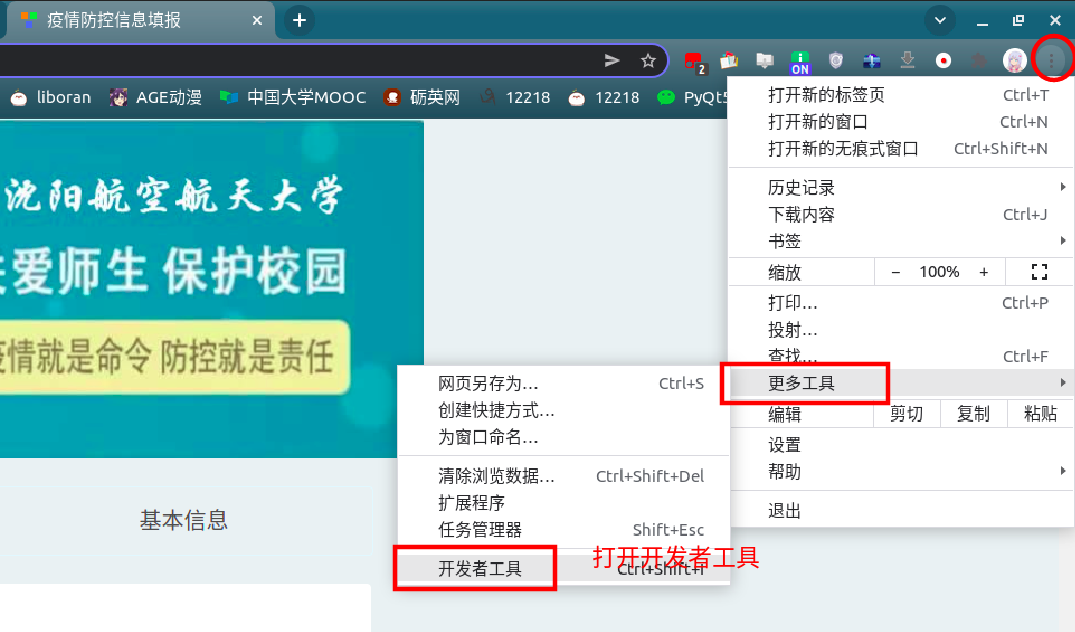 疫情防控信息填报
2
ON
liboran AGE动漫 中国大学MOOC 砺英网 12218 12218 PyQt5
沈阳航空航天大学
爱师生 保护校园
情就是命令 防控就是责任
基本信息
打开新的标签页 Ctrl+T
打开新的窗口 Ctrl+N
打开新的无痕式窗口 Ctrl+Shift+N
历史记录
下载内容 Ctrl+J
书签
缩放 − 100% +
打印... Ctrl+P
投射...
查找... Ctrl+F
更多工具
编辑 剪切 复制 粘贴
设置
帮助
退出
网页另存为... Ctrl+S
创建快捷方式...
为窗口命名...
清除浏览数据... Ctrl+Shift+Del
扩展程序
任务管理器 Shift+Esc
开发者工具 Ctrl+Shift+I
打开开发者工具